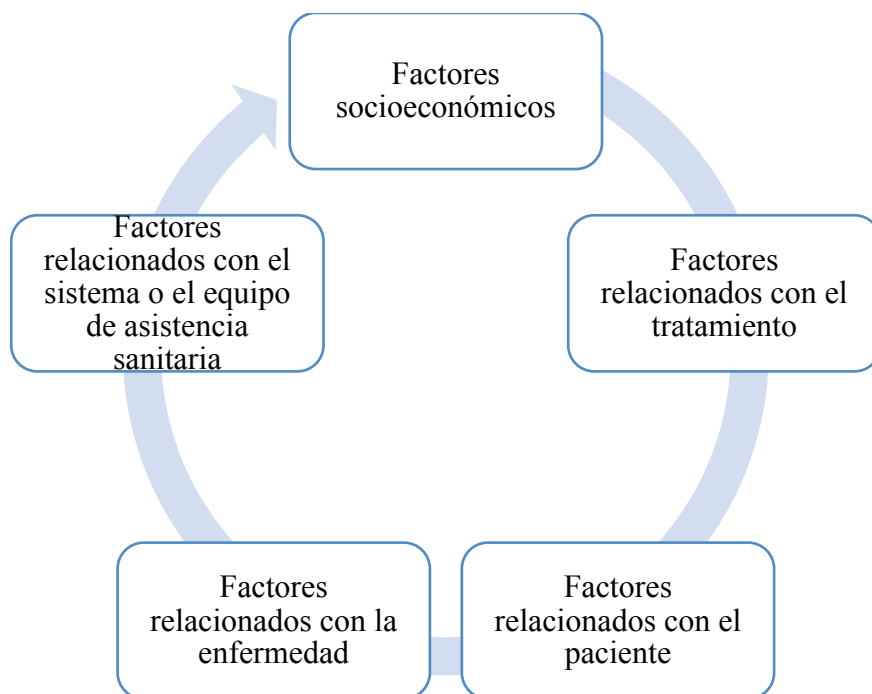 Factores
socioeconómicos
Factores
relacionados con el
tratamiento
Factores
relacionados con el
paciente
Factores
relacionados con la
enfermedad
Factores
relacionados con el
sistema o el equipo
de asistencia
sanitaria